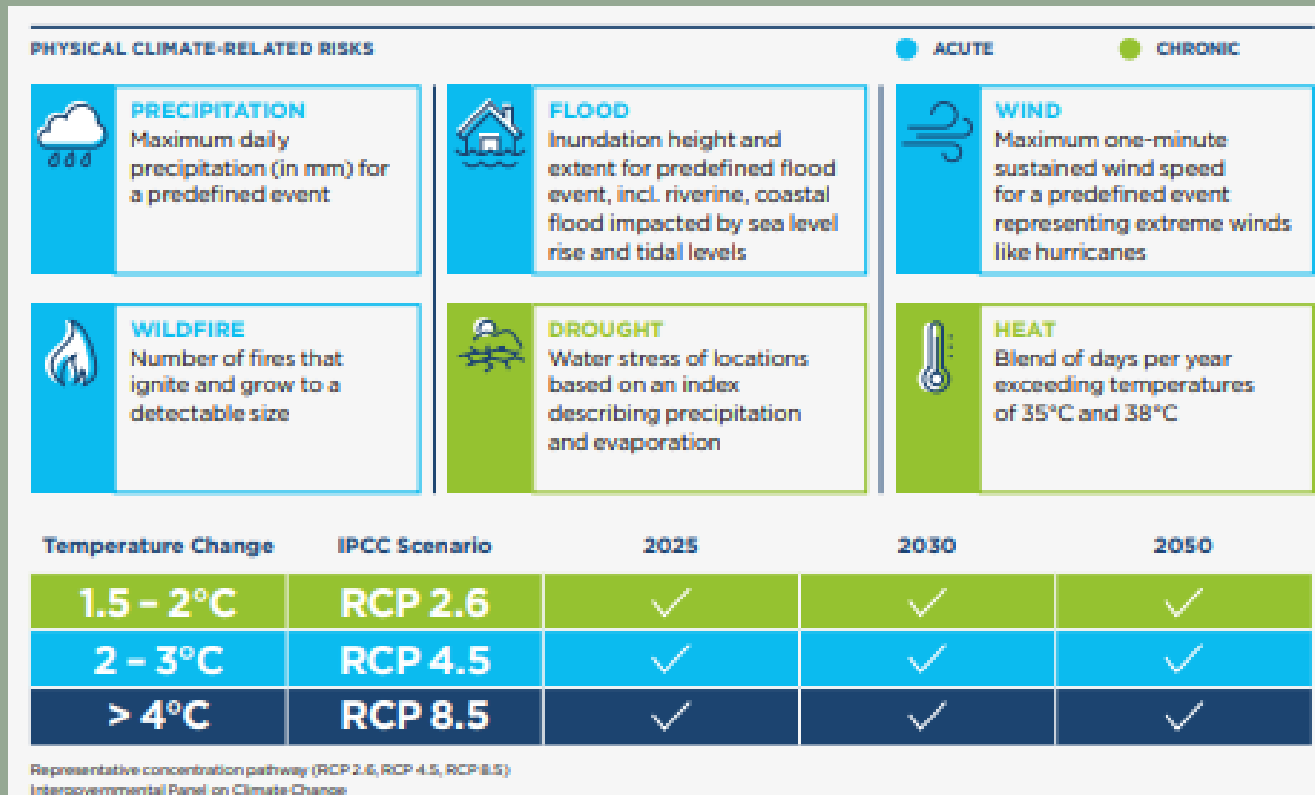 PHYSICAL CLIMATE-RELATED RISKS
ACUTE
CHRONIC
PRECIPITATION
Maximum daily
precipitation (in mm) for
a predefined event
FLOOD
Inundation height and
extent for predefined flood
event, incl. riverine, coastal
flood impacted by sea level
rise and tidal levels
WIND
Maximum one-minute
sustained wind speed
for a predefined event
representing extreme winds
like hurricanes
WILDFIRE
Number of fires that
ignite and grow to a
detectable size
DROUGHT
Water stress of locations
based on an index
describing precipitation
and evaporation
HEAT
Blend of days per year
exceeding temperatures
of 35°C and 38°C
Temperature Change IPCC Scenario 2025 2030 2050
1.5 – 2°C RCP 2.6 ✓ ✓ ✓
2 – 3°C RCP 4.5 ✓ ✓ ✓
> 4°C RCP 8.5 ✓ ✓ ✓
Representative concentration pathway (RCP 2.6, RCP 4.5, RCP 8.5)
Intergovernmental Panel on Climate Change